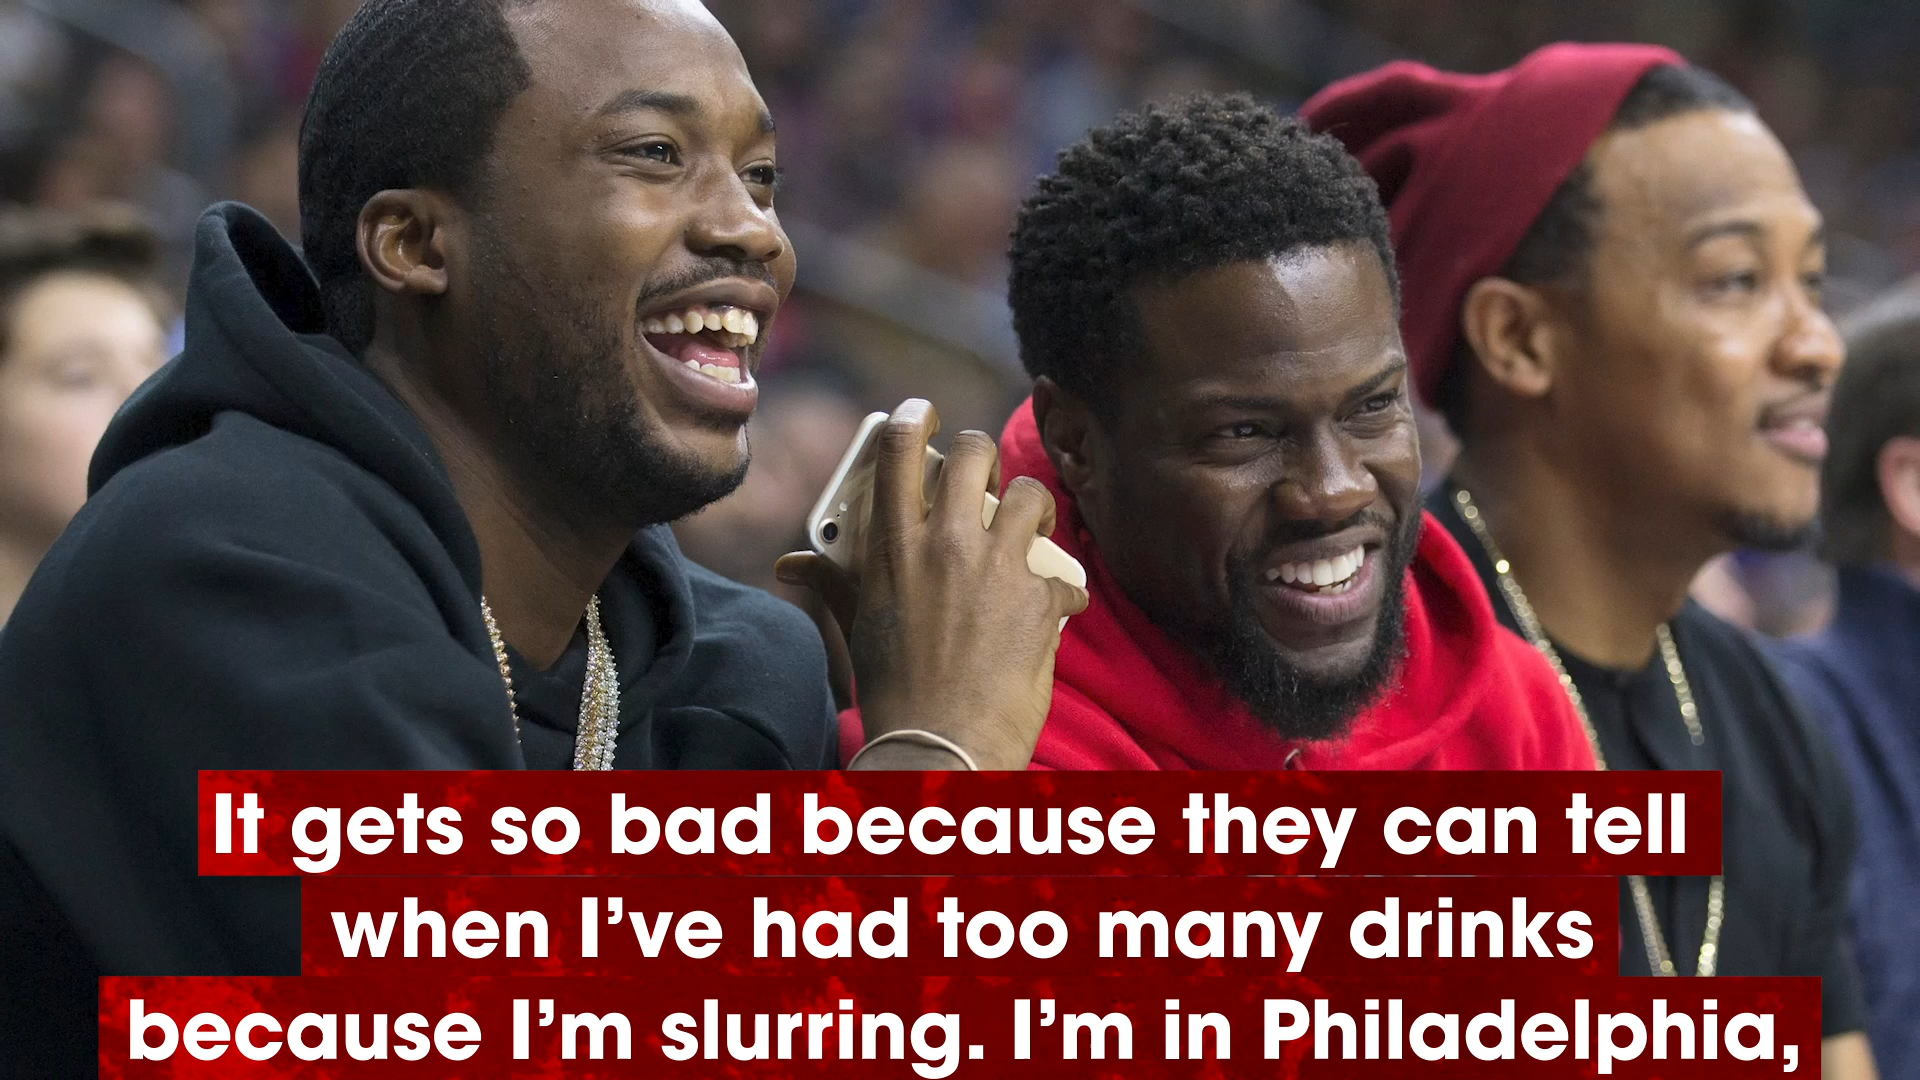 It gets so bad because they can tell
when I’ve had too many drinks
because I’m slurring. I’m in Philadelphia,